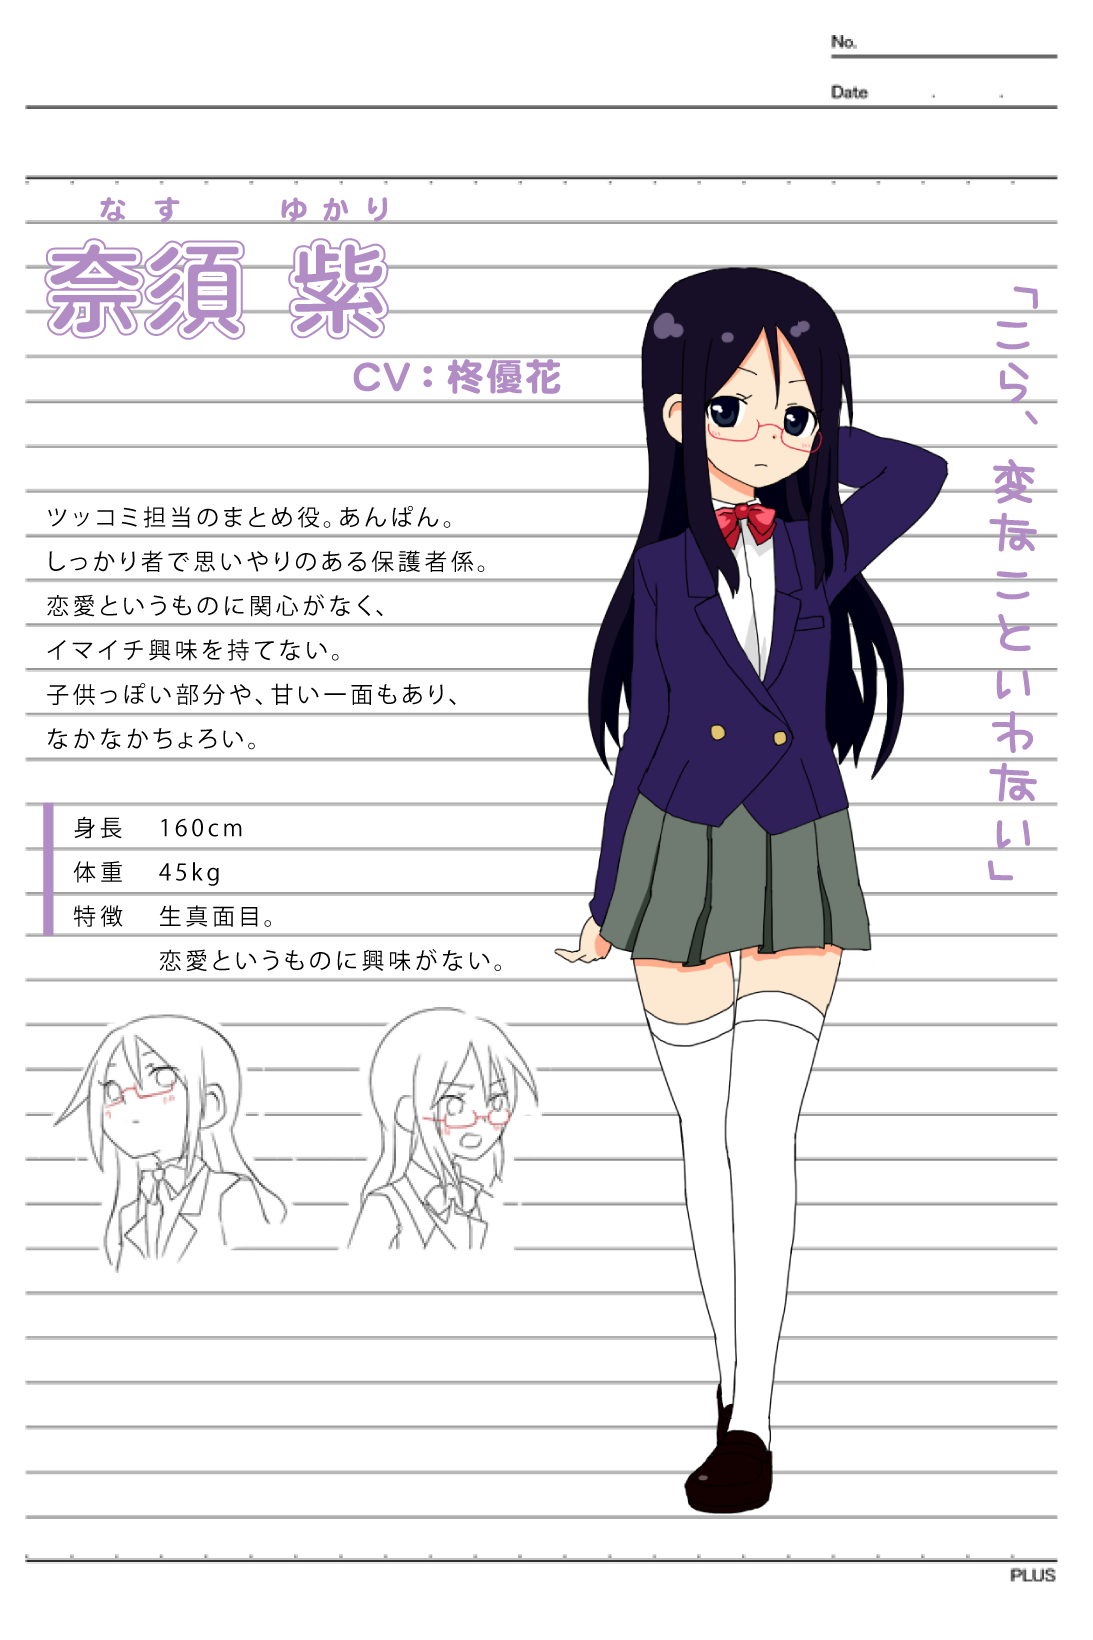 No.
Date . .
なす ゆかり
奈須 紫
CV：柊優花
「こら、変なこといわない」
ツッコミ担当のまとめ役。あんぱん。
しっかり者で思いやりのある保護者係。
恋愛というものに関心がなく、
イマイチ興味を持てない。
子供っぽい部分や、甘い一面もあり、
なかなかちょろい。
身長 160cm
体重 45kg
特徴 生真面目。
恋愛というものに興味がない。
PLUS